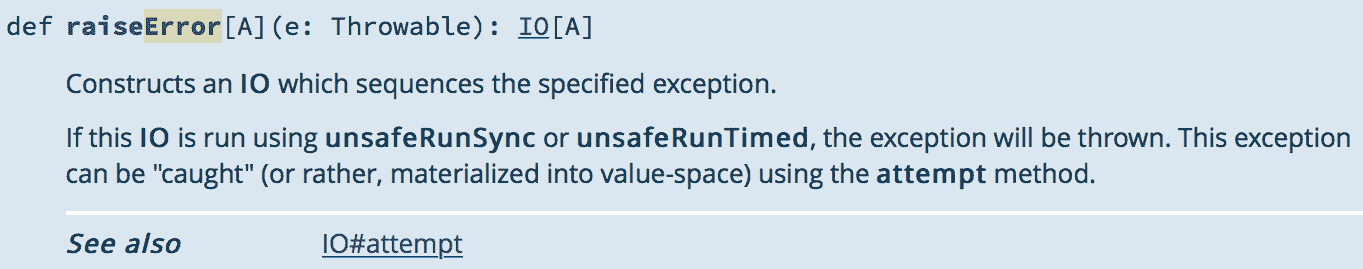 def raiseError[A](e: Throwable): IO[A]
Constructs an IO which sequences the specified exception.
If this IO is run using unsafeRunSync or unsafeRunTimed, the exception will be thrown. This exception
can be "caught" (or rather, materialized into value-space) using the attempt method.
See also IO#attempt